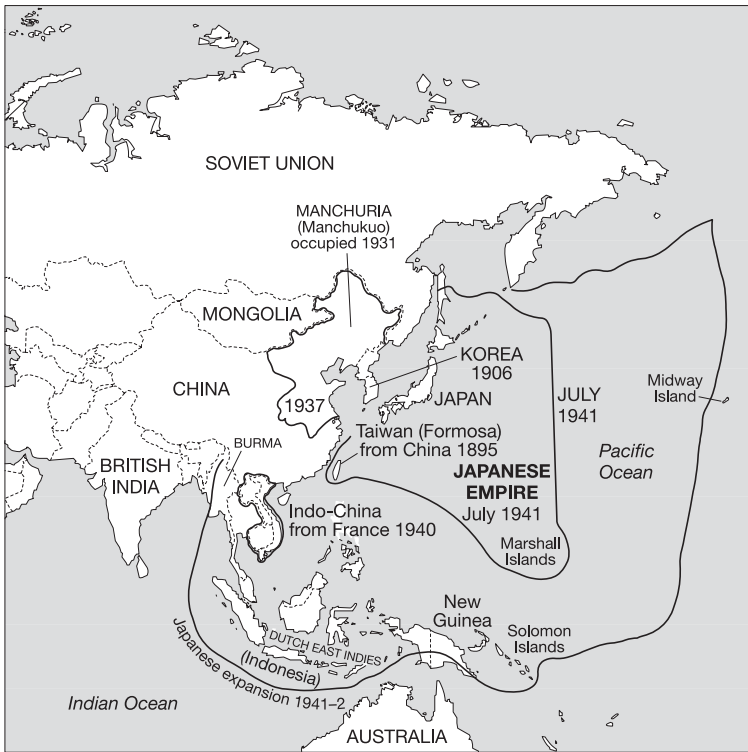 SOVIET UNION
MANCHURIA
(Manchukuo)
occupied 1931
MONGOLIA
KOREA
1906
CHINA
1937
JAPAN
JULY
1941
Midway
Island
Taiwan (Formosa)
from China 1895
BURMA
BRITISH
INDIA
Pacific
Ocean
JAPANESE
EMPIRE
July 1941
Indo-China
from France 1940
Marshall
Islands
New
Guinea
Solomon
Islands
DUTCH EAST INDIES
(Indonesia)
Japanese expansion 1941–2
Indian Ocean
AUSTRALIA